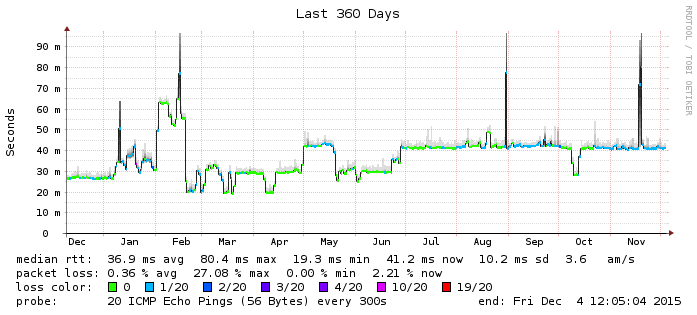 Last 360 Days
RRDTOOL / TOBI OETIKER
Seconds
90 m
80 m
70 m
60 m
50 m
40 m
30 m
20 m
10 m
0
Dec Jan Feb Mar Apr May Jun Jul Aug Sep Oct Nov
median rtt: 36.9 ms avg 80.4 ms max 19.3 ms min 41.2 ms now 10.2 ms sd 3.6 am/s
packet loss: 0.36 % avg 27.08 % max 0.00 % min 2.21 % now
loss color: 0 1/20 2/20 3/20 4/20 10/20 19/20
probe: 20 ICMP Echo Pings (56 Bytes) every 300s end: Fri Dec 4 12:05:04 2015